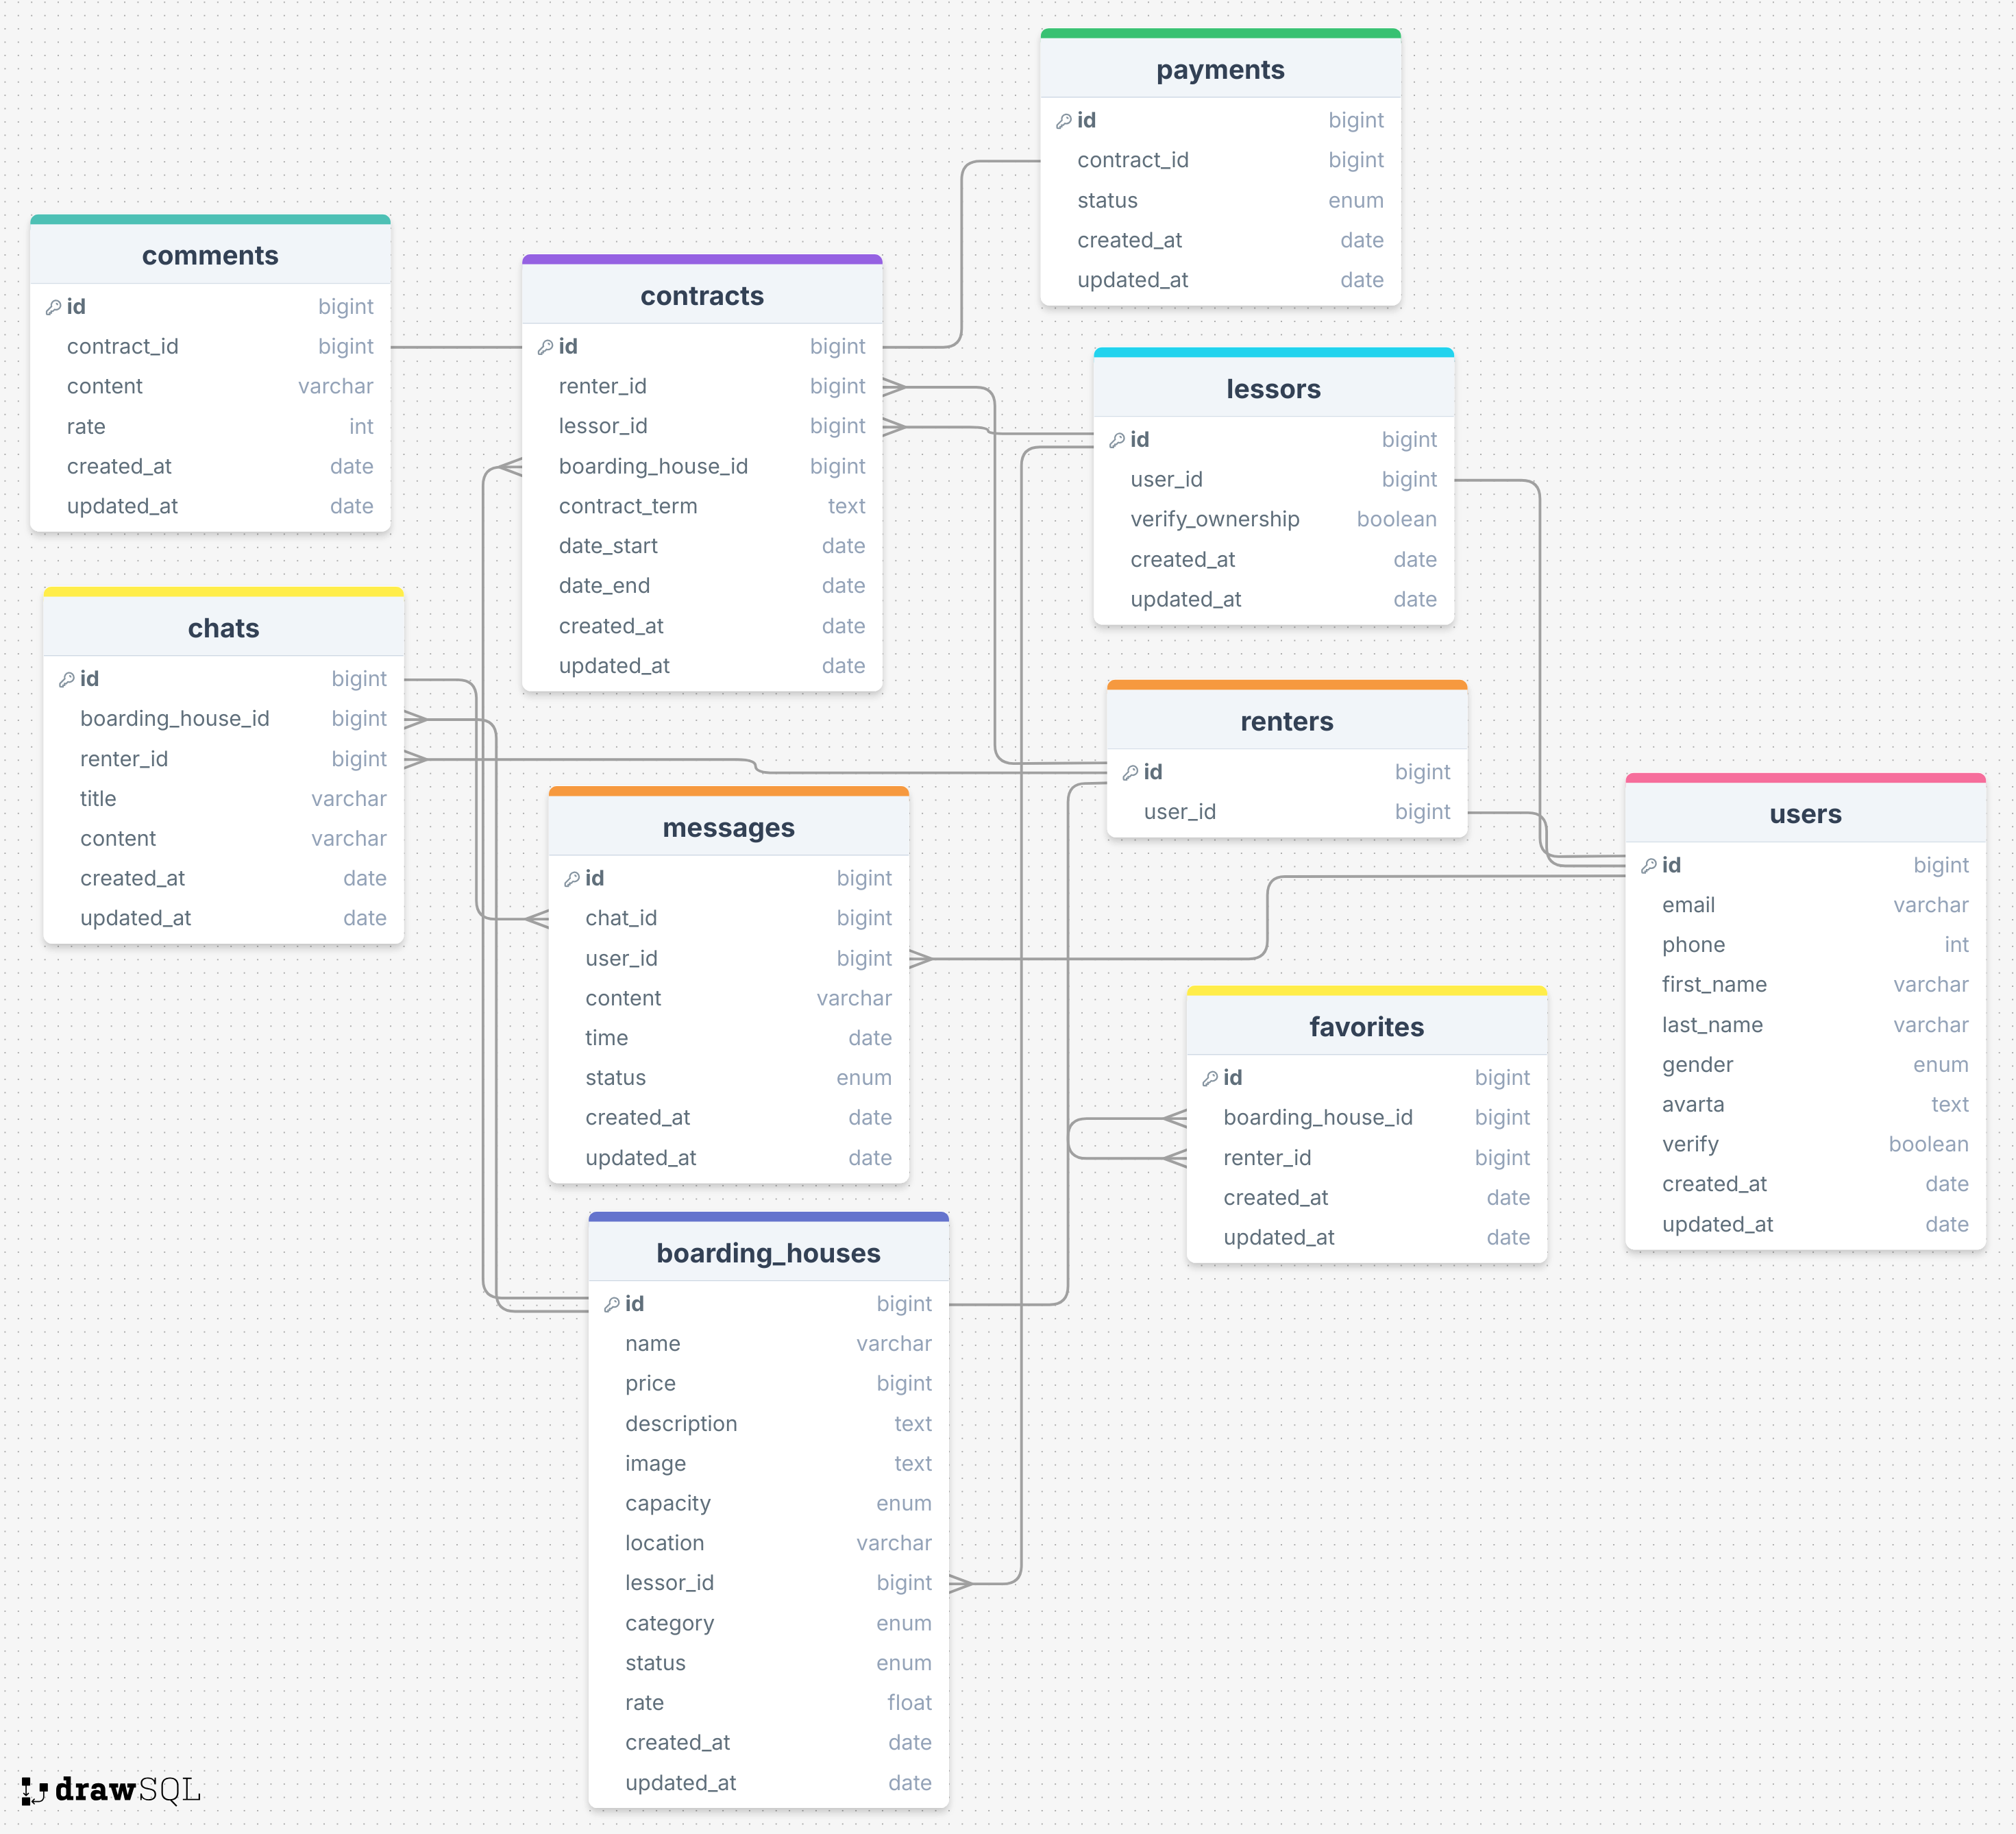 payments
id bigint
contract_id bigint
status enum
created_at date
updated_at date
comments
id bigint
contract_id bigint
content varchar
rate int
created_at date
updated_at date
contracts
id bigint
renter_id bigint
lessor_id bigint
boarding_house_id bigint
contract_term text
date_start date
date_end date
created_at date
updated_at date
lessors
id bigint
user_id bigint
verify_ownership boolean
created_at date
updated_at date
chats
id bigint
boarding_house_id bigint
renter_id bigint
title varchar
content varchar
created_at date
updated_at date
renters
id bigint
user_id bigint
messages
id bigint
chat_id bigint
user_id bigint
content varchar
time date
status enum
created_at date
updated_at date
users
id bigint
email varchar
phone int
first_name varchar
last_name varchar
gender enum
avarta text
verify boolean
created_at date
updated_at date
favorites
id bigint
boarding_house_id bigint
renter_id bigint
created_at date
updated_at date
boarding_houses
id bigint
name varchar
price bigint
description text
image text
capacity enum
location varchar
lessor_id bigint
category enum
status enum
rate float
created_at date
updated_at date
drawSQL